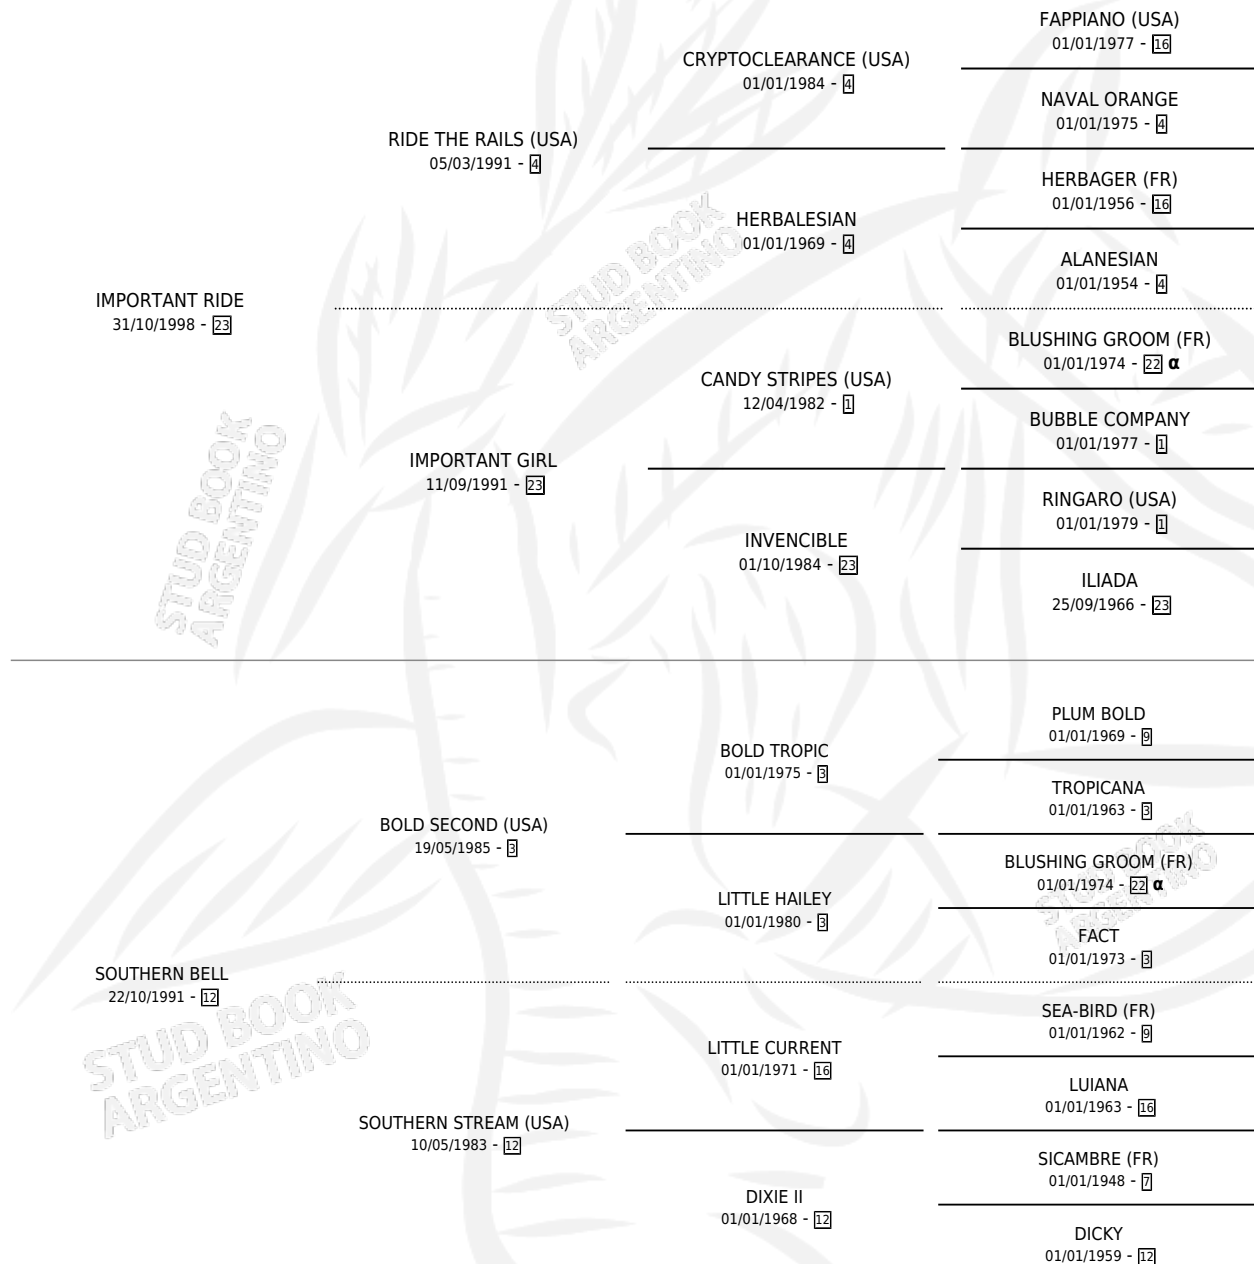 FAPPIANO (USA)
01/01/1977 - 16
CRYPTOCLEARANCE (USA)
01/01/1984 - 4
NAVAL ORANGE
01/01/1975 - 4
RIDE THE RAILS (USA)
05/03/1991 - 4
HERBAGER (FR)
01/01/1956 - 16
HERBALESIAN
01/01/1969 - 4
ALANESIAN
01/01/1954 - 4
IMPORTANT RIDE
31/10/1998 - 23
BLUSHING GROOM (FR)
01/01/1974 - 22 α
CANDY STRIPES (USA)
12/04/1982 - 1
BUBBLE COMPANY
01/01/1977 - 1
IMPORTANT GIRL
11/09/1991 - 23
RINGARO (USA)
01/01/1979 - 1
INVENCIBLE
01/10/1984 - 23
ILIADA
25/09/1966 - 23
PLUM BOLD
01/01/1969 - 9
BOLD TROPIC
01/01/1975 - 3
TROPICANA
01/01/1963 - 3
BOLD SECOND (USA)
19/05/1985 - 3
BLUSHING GROOM (FR)
01/01/1974 - 22 α
LITTLE HAILEY
01/01/1980 - 3
FACT
01/01/1973 - 3
SOUTHERN BELL
22/10/1991 - 12
SEA-BIRD (FR)
01/01/1962 - 9
LITTLE CURRENT
01/01/1971 - 16
LUIANA
01/01/1963 - 16
SOUTHERN STREAM (USA)
10/05/1983 - 12
SICAMBRE (FR)
01/01/1948 - 7
DIXIE II
01/01/1968 - 12
DICKY
01/01/1959 - 12
STUD BOOK
ARGENTINO
STUD BOOK
ARGENTINO
STUD BOOK
ARGENTINO
STUD BOOK
ARGENTINO